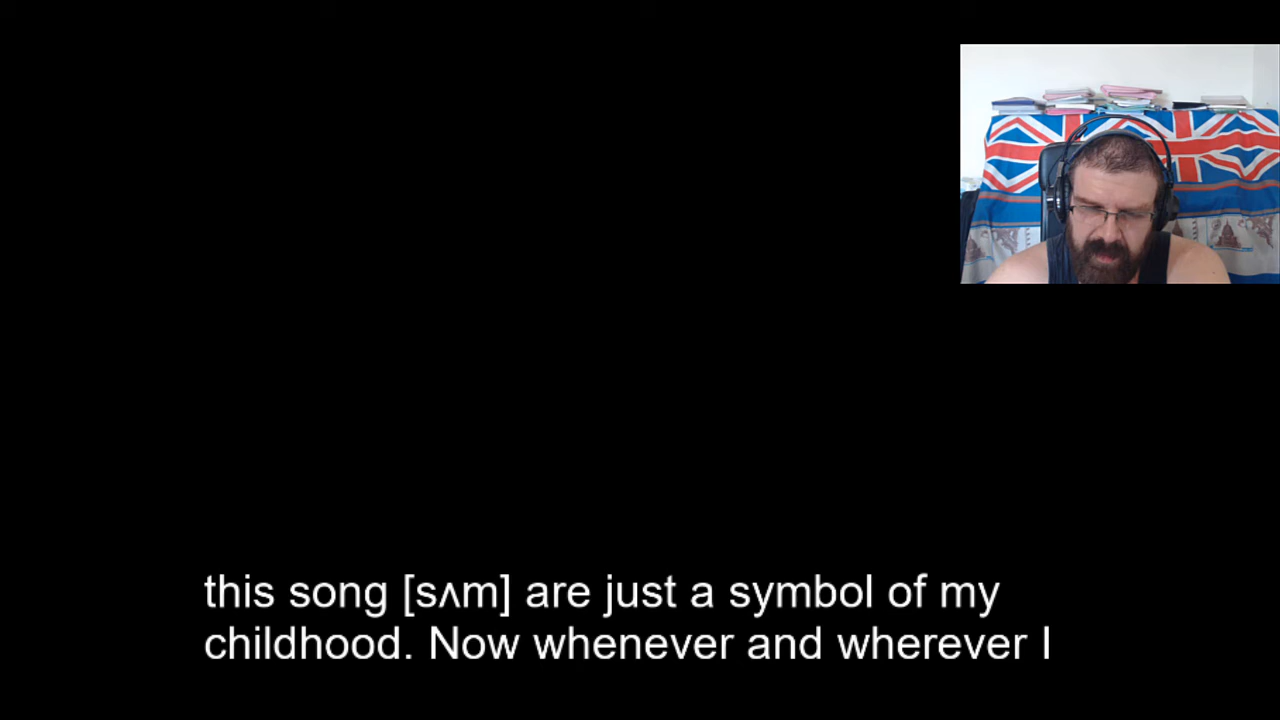 this song [sʌm] are just a symbol of my
childhood. Now whenever and wherever I